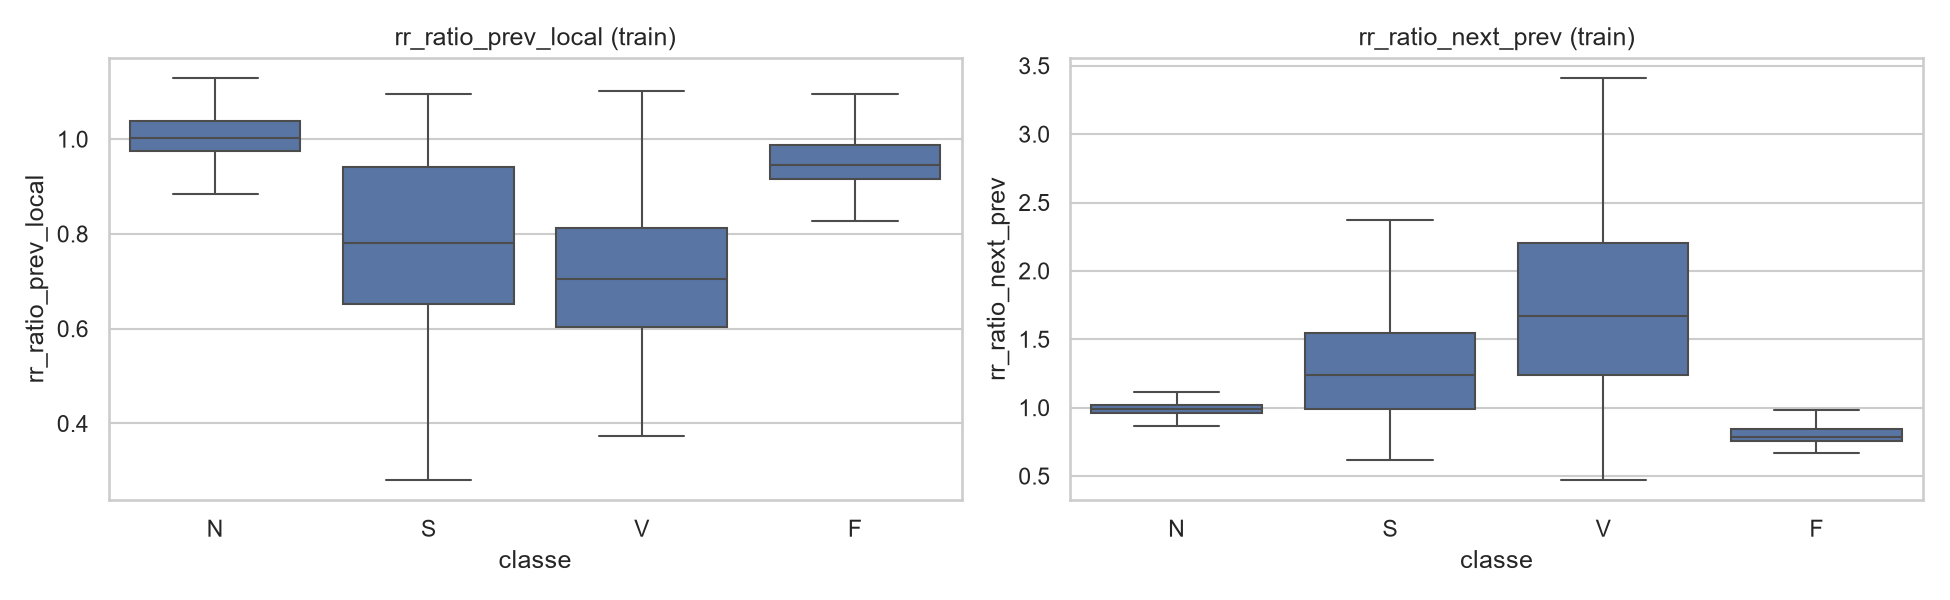 rr_ratio_prev_local (train)
rr_ratio_prev_local
1.0
0.8
0.6
0.4
N S V F
classe
rr_ratio_next_prev (train)
rr_ratio_next_prev
3.5
3.0
2.5
2.0
1.5
1.0
0.5
N S V F
classe